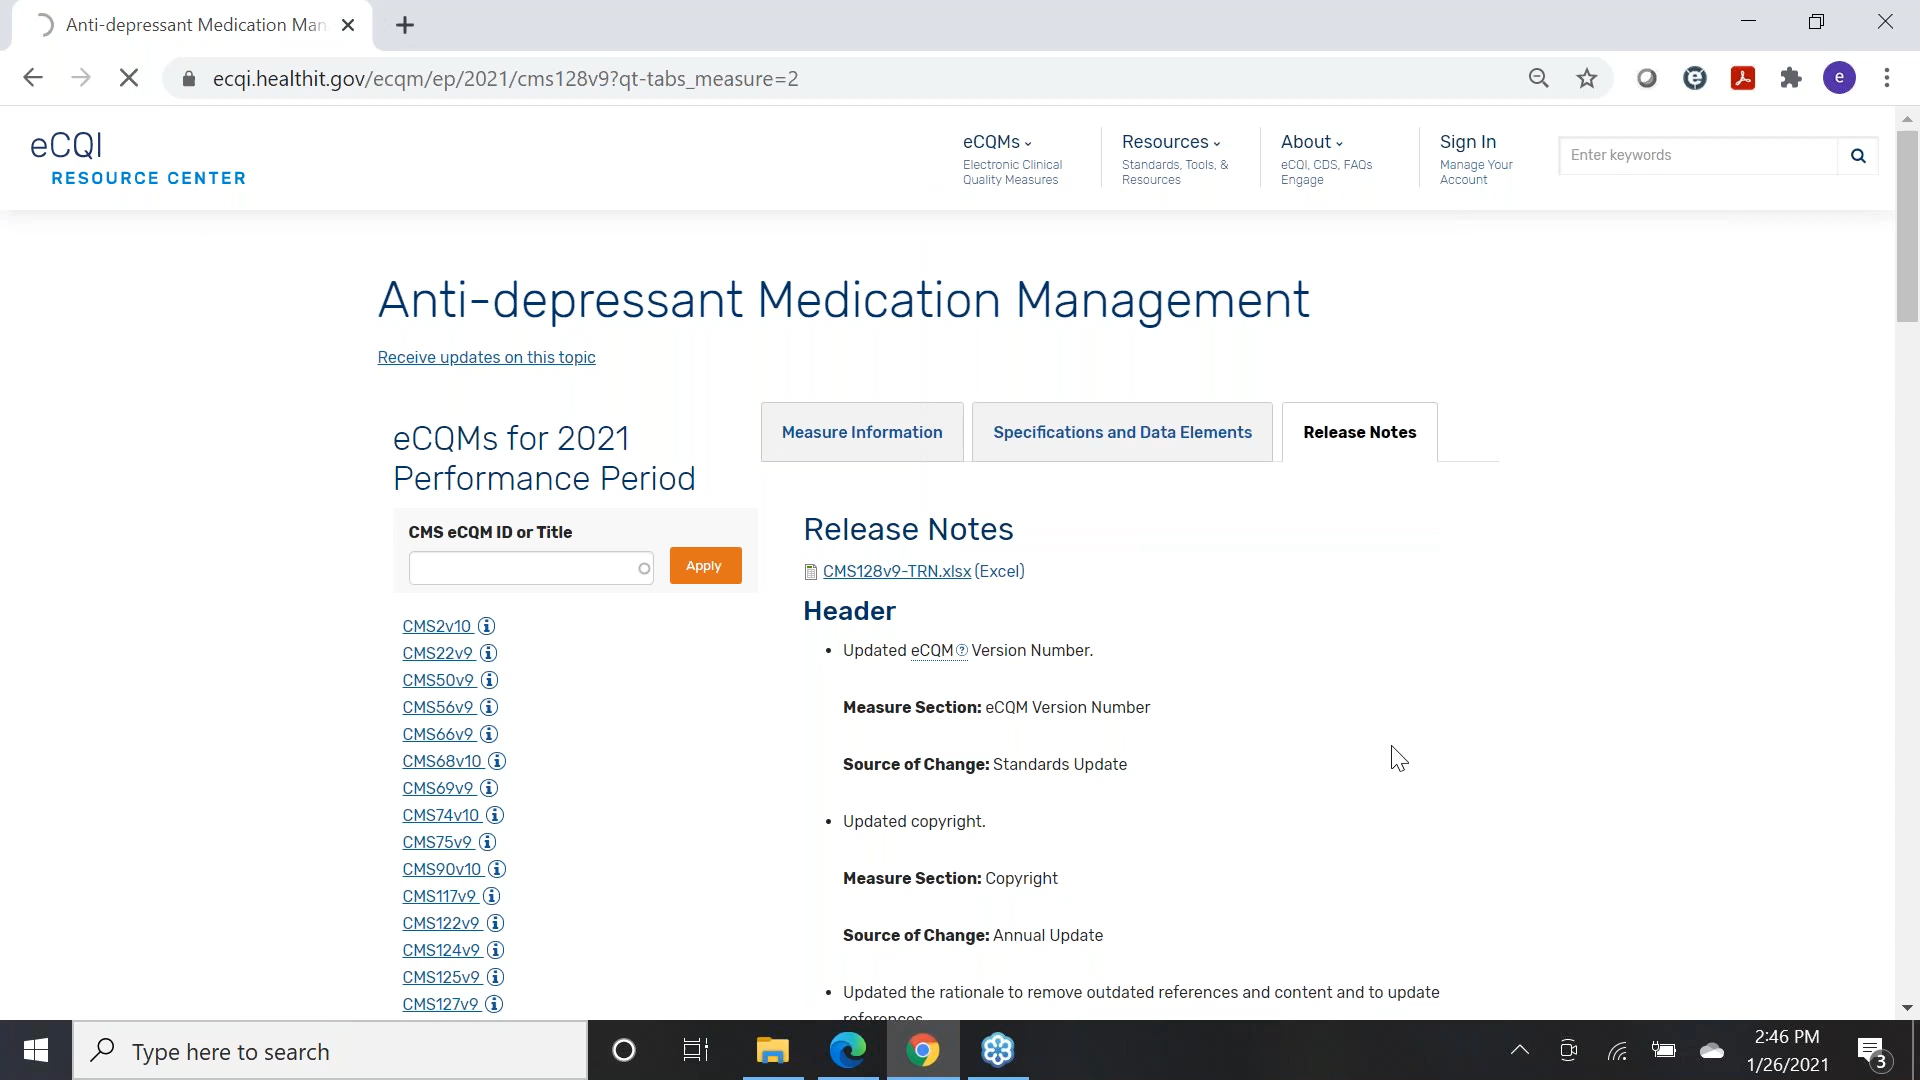 Anti-depressant Medication Man
ecqi.healthit.gov/ecqm/ep/2021/cms128v9?qt-tabs_measure=2
e
eCQI
RESOURCE CENTER
eCQMs
Electronic Clinical
Quality Measures
Resources
Standards, Tools, &
Resources
About
eCQI, CDS, FAQs
Engage
Sign In
Manage Your
Account
Enter keywords
Anti-depressant Medication Management
Receive updates on this topic
eCQMs for 2021
Performance Period
CMS eCQM ID or Title
Apply
CMS2v10
CMS22v9
CMS50v9
CMS56v9
CMS66v9
CMS68v10
CMS69v9
CMS74v10
CMS75v9
CMS90v10
CMS117v9
CMS122v9
CMS124v9
CMS125v9
CMS127v9
Measure Information
Specifications and Data Elements
Release Notes
Release Notes
CMS128v9-TRN.xlsx (Excel)
Header
• Updated eCQM Version Number.
Measure Section: eCQM Version Number
Source of Change: Standards Update
• Updated copyright.
Measure Section: Copyright
Source of Change: Annual Update
• Updated the rationale to remove outdated references and content and to update
references.
Type here to search
2:46 PM
1/26/2021
3